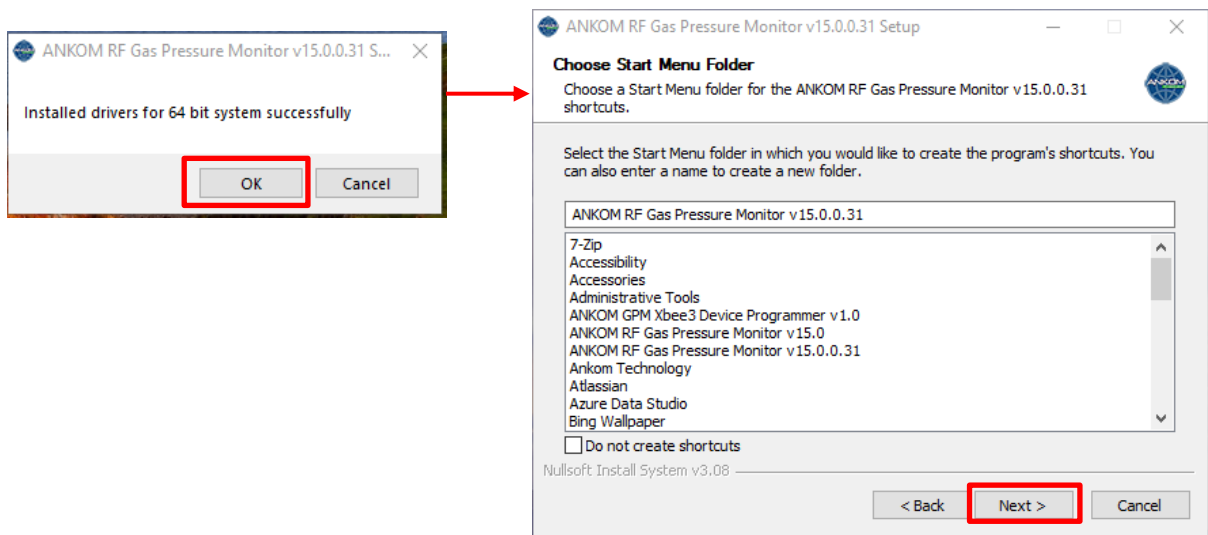 ANKOM RF Gas Pressure Monitor v15.0.0.31 S...
Installed drivers for 64 bit system successfully
OK
Cancel
ANKOM RF Gas Pressure Monitor v15.0.0.31 Setup
Choose Start Menu Folder
Choose a Start Menu folder for the ANKOM RF Gas Pressure Monitor v15.0.0.31
shortcuts.
ANKOM
Select the Start Menu folder in which you would like to create the program's shortcuts. You
can also enter a name to create a new folder.
ANKOM RF Gas Pressure Monitor v15.0.0.31
7-Zip
Accessibility
Accessories
Administrative Tools
ANKOM GPM Xbee3 Device Programmer v1.0
ANKOM RF Gas Pressure Monitor v15.0
ANKOM RF Gas Pressure Monitor v15.0.0.31
Ankom Technology
Atlassian
Azure Data Studio
Bing Wallpaper
Do not create shortcuts
Nullsoft Install System v3.08
< Back
Next >
Cancel